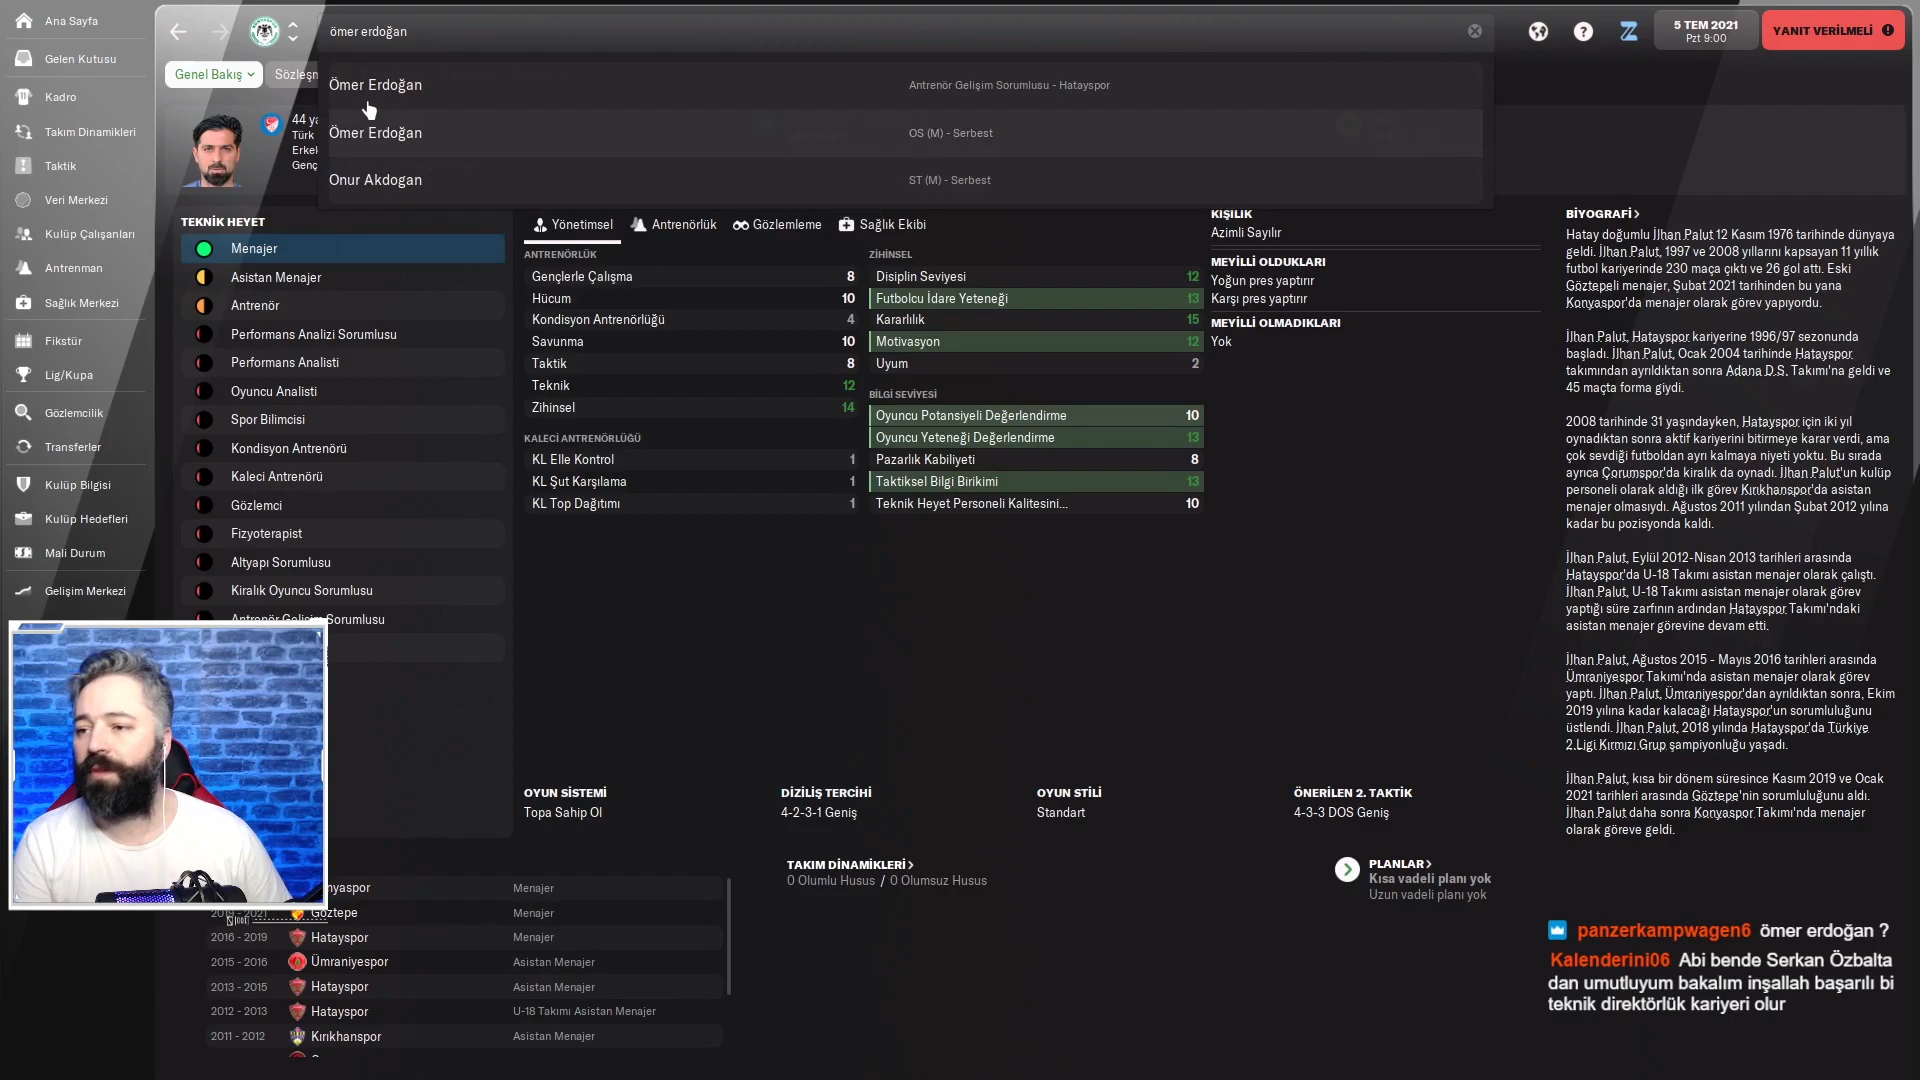 Ana Sayfa
Gelen Kutusu
Kadro
Takım Dinamikleri
Taktik
Veri Merkezi
Kulüp Çalışanları
Antrenman
Sağlık Merkezi
Fikstür
Lig/Kupa
Gözlemcilik
Transferler
Kulüp Bilgisi
Kulüp Hedefleri
Mali Durum
Gelişim Merkezi
ömer erdoğan
5 TEM 2021
Pzt 9:00
YANIT VERİLMELİ
Genel Bakış
Sözleşm
Ömer Erdoğan Antrenör Gelişim Sorumlusu - Hatayspor
Ömer Erdoğan OS (M) - Serbest
Onur Akdogan ST (M) - Serbest
44 ya
Türk
Erkek
Genç
TEKNİK HEYET
Menajer
Asistan Menajer
Antrenör
Performans Analizi Sorumlusu
Performans Analisti
Oyuncu Analisti
Spor Bilimcisi
Kondisyon Antrenörü
Kaleci Antrenörü
Gözlemci
Fizyoterapist
Altyapı Sorumlusu
Kiralık Oyuncu Sorumlusu
Antrenör Gelişim Sorumlusu
Yönetimsel Antrenörlük Gözlemleme Sağlık Ekibi
ANTRENÖRLÜK
Gençlerle Çalışma 8
Hücum 10
Kondisyon Antrenörlüğü 4
Savunma 10
Taktik 8
Teknik 12
Zihinsel 14
KALECİ ANTRENÖRLÜĞÜ
KL Elle Kontrol 1
KL Şut Karşılama 1
KL Top Dağıtımı 1
ZİHİNSEL
Disiplin Seviyesi 12
Futbolcu İdare Yeteneği 13
Kararlılık 15
Motivasyon 12
Uyum 2
BİLGİ SEVİYESİ
Oyuncu Potansiyeli Değerlendirme 10
Oyuncu Yeteneği Değerlendirme 13
Pazarlık Kabiliyeti 8
Taktiksel Bilgi Birikimi 13
Teknik Heyet Personeli Kalitesini... 10
KİŞİLİK
Azimli Sayılır
MEYİLLİ OLDUKLARI
Yoğun pres yaptırır
Karşı pres yaptırır
MEYİLLİ OLMADIKLARI
Yok
BİYOGRAFİ>
Hatay doğumlu İlhan Palut 12 Kasım 1976 tarihinde dünyaya
geldi. İlhan Palut, 1997 ve 2008 yıllarını kapsayan 11 yıllık
futbol kariyerinde 230 maça çıktı ve 26 gol attı. Eski
Göztepeli menajer, Şubat 2021 tarihinden bu yana
Konyaspor'da menajer olarak görev yapıyordu.
İlhan Palut, Hatayspor kariyerine 1996/97 sezonunda
başladı. İlhan Palut, Ocak 2004 tarihinde Hatayspor
takımından ayrıldıktan sonra Adana D.S. Takımı'na geldi ve
45 maçta forma giydi.
2008 tarihinde 31 yaşındayken, Hatayspor için iki yıl
oynadıktan sonra aktif kariyerini bitirmeye karar verdi, ama
çok sevdiği futboldan ayrı kalmaya niyeti yoktu. Bu sırada
ayrıca Çorumspor'da kiralık da oynadı. İlhan Palut'un kulüp
personeli olarak aldığı ilk görev Kırıkhanspor'da asistan
menajer olmasıydı. Ağustos 2011 yılından Şubat 2012 yılına
kadar bu pozisyonda kaldı.
İlhan Palut, Eylül 2012-Nisan 2013 tarihleri arasında
Hatayspor'da U-18 Takımı asistan menajer olarak çalıştı.
İlhan Palut, U-18 Takımı asistan menajer olarak görev
yaptığı süre zarfının ardından Hatayspor Takımı'ndaki
asistan menajer görevine devam etti.
İlhan Palut, Ağustos 2015 - Mayıs 2016 tarihleri arasında
Ümraniyespor Takımı'nda asistan menajer olarak görev
yaptı. İlhan Palut, Ümraniyespor'dan ayrıldıktan sonra, Ekim
2019 yılına kadar kalacağı Hatayspor'un sorumluluğunu
üstlendi. İlhan Palut, 2018 yılında Hatayspor'da Türkiye
2.Ligi Kırmızı Grup şampiyonluğu yaşadı.
İlhan Palut, kısa bir dönem süresince Kasım 2019 ve Ocak
2021 tarihleri arasında Göztepe'nin sorumluluğunu aldı.
İlhan Palut daha sonra Konyaspor Takımı'nda menajer
olarak göreve geldi.
OYUN SİSTEMİ
Topa Sahip Ol
DİZİLİŞ TERCİHİ
4-2-3-1 Geniş
OYUN STİLİ
Standart
ÖNERİLEN 2. TAKTİK
4-3-3 DOS Geniş
nyaspor Menajer
2019 - 2021 Göztepe Menajer
2016 - 2019 Hatayspor Menajer
2015 - 2016 Ümraniyespor Asistan Menajer
2013 - 2015 Hatayspor Asistan Menajer
2012 - 2013 Hatayspor U-18 Takımı Asistan Menajer
2011 - 2012 Kırıkhanspor Asistan Menajer
TAKIM DİNAMİKLERİ>
0 Olumlu Husus / 0 Olumsuz Husus
PLANLAR>
Kısa vadeli planı yok
Uzun vadeli planı yok
panzerkampwagen6 ömer erdoğan ?
Kalenderini06 Abi bende Serkan Özbalta
dan umutluyum bakalım inşallah başarılı bi
teknik direktörlük kariyeri olur